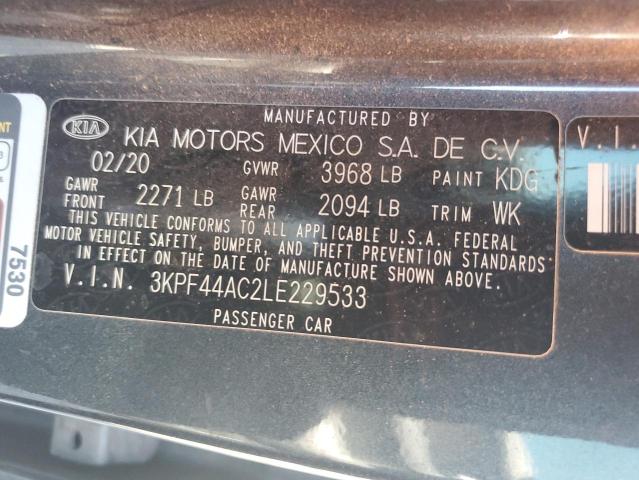 MANUFACTURED BY
KIA KIA MOTORS MEXICO S.A. DE C.V.
02/20 GVWR 3968 LB PAINT KDG
GAWR FRONT 2271 LB GAWR REAR 2094 LB TRIM WK
THIS VEHICLE CONFORMS TO ALL APPLICABLE U.S.A. FEDERAL
MOTOR VEHICLE SAFETY, BUMPER, AND THEFT PREVENTION STANDARDS
IN EFFECT ON THE DATE OF MANUFACTURE SHOWN ABOVE.
V.I.N. 3KPF44AC2LE229533
PASSENGER CAR
7530
V.I.